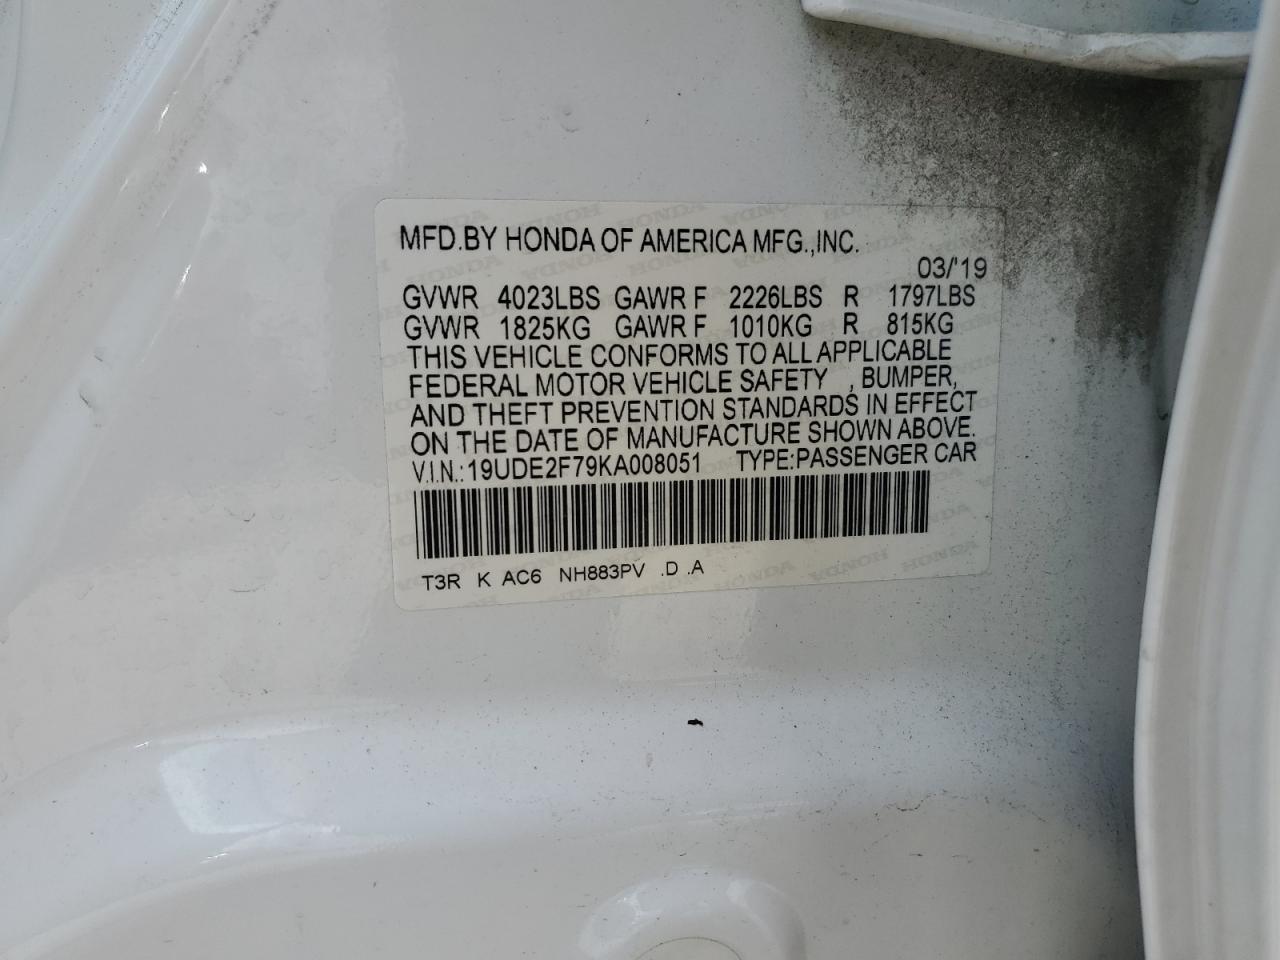 MFD.BY HONDA OF AMERICA MFG.,INC.
03/'19
GVWR 4023LBS GAWR F 2226LBS R 1797LBS
GVWR 1825KG GAWR F 1010KG R 815KG
THIS VEHICLE CONFORMS TO ALL APPLICABLE
FEDERAL MOTOR VEHICLE SAFETY , BUMPER,
AND THEFT PREVENTION STANDARDS IN EFFECT
ON THE DATE OF MANUFACTURE SHOWN ABOVE.
V.I.N.:19UDE2F79KA008051 TYPE:PASSENGER CAR
T3R K AC6 NH883PV .D .A